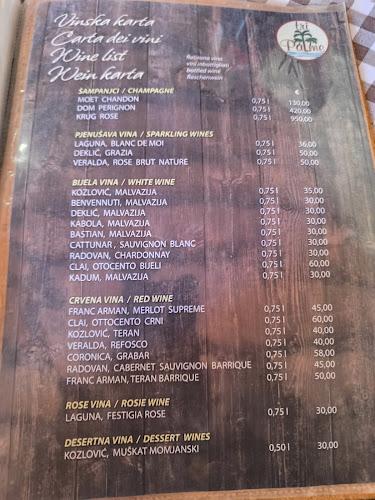 Vinska karta
Carta dei vini
Wine list
Wein karta
Flaširana vina
vini inbottigliati
bottled wine
flaschenwein
tri
Palme
ŠAMPANJCI / CHAMPAGNE €
MOET CHANDON 0,75 l 130,00
DOM PERIGNON 0,75 l 420,00
KRUG ROSE 0,75 l 950,00
PJENUŠAVA VINA / SPARKLING WINES
LAGUNA, BLANC DE MOI 0,75 l 36,00
DEKLIĆ, GRAZIA 0,75 l 50,00
VERALDA, ROSE BRUT NATURE 0,75 l 50,00
BIJELA VINA / WHITE WINE
KOZLOVIĆ, MALVAZIJA 0,75 l 35,00
BENVENNUTI, MALVAZIJA 0,75 l 30,00
DEKLIĆ, MALVAZIJA 0,75 l 30,00
KABOLA, MALVAZIJA 0,75 l 30,00
BASTIAN, MALVAZIJA 0,75 l 30,00
CATTUNAR, SAUVIGNON BLANC 0,75 l 30,00
RADOVAN, CHARDONNAY 0,75 l 30,00
CLAI, OTOCENTO BIJELI 0,75 l 60,00
KADUM, MALVAZIJA 0,75 l 30,00
CRVENA VINA / RED WINE
FRANC ARMAN, MERLOT SUPREME 0,75 l 45,00
CLAI, OTTOCENTO CRNI 0,75 l 60,00
KOZLOVIĆ, TERAN 0,75 l 40,00
VERALDA, REFOSCO 0,75 l 40,00
CORONICA, GRABAR 0,75 l 58,00
RADOVAN, CABERNET SAUVIGNON BARRIQUE 0,75 l 45,00
FRANC ARMAN, TERAN BARRIQUE 0,75 l 50,00
ROSE VINA / ROSIE WINE
LAGUNA, FESTIGIA ROSE 0,75 l 30,00
DESERTNA VINA / DESSERT WINES
KOZLOVIĆ, MUŠKAT MOMJANSKI 0,50 l 30,00